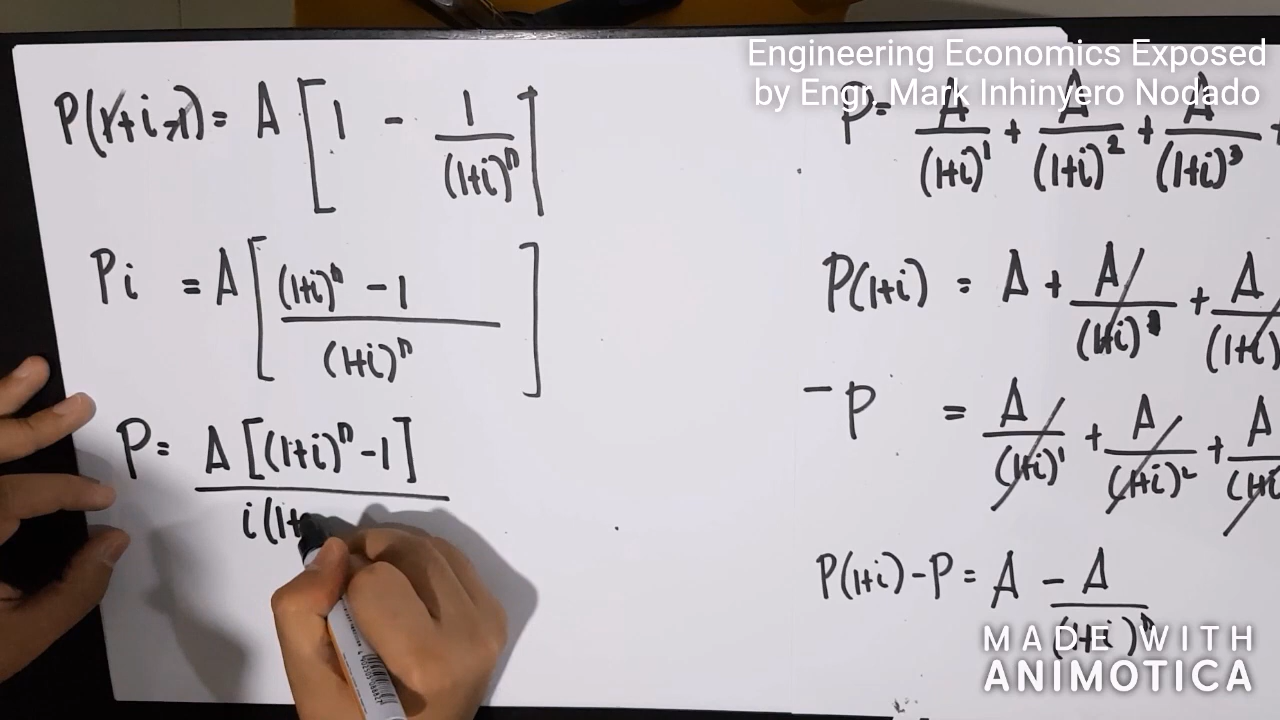 Engineering Economics Exposed
by Engr. Mark Inhinyero Nodado
P(1+i-1) = A [1 - 1/(1+i)^n]
Pi = A [((1+i)^n - 1)/(1+i)^n]
P = A[(1+i)^n - 1]/i(1+
P = A/(1+i)^1 + A/(1+i)^2 + A/(1+i)^3 +
P(1+i) = A + A/(1+i) + A/(1+i)
- P = A/(1+i)^1 + A/(1+i)^2 + A/(1+i
P(1+i) - P = A - A/(1+i)^n
MADE WITH
ANIMOTICA